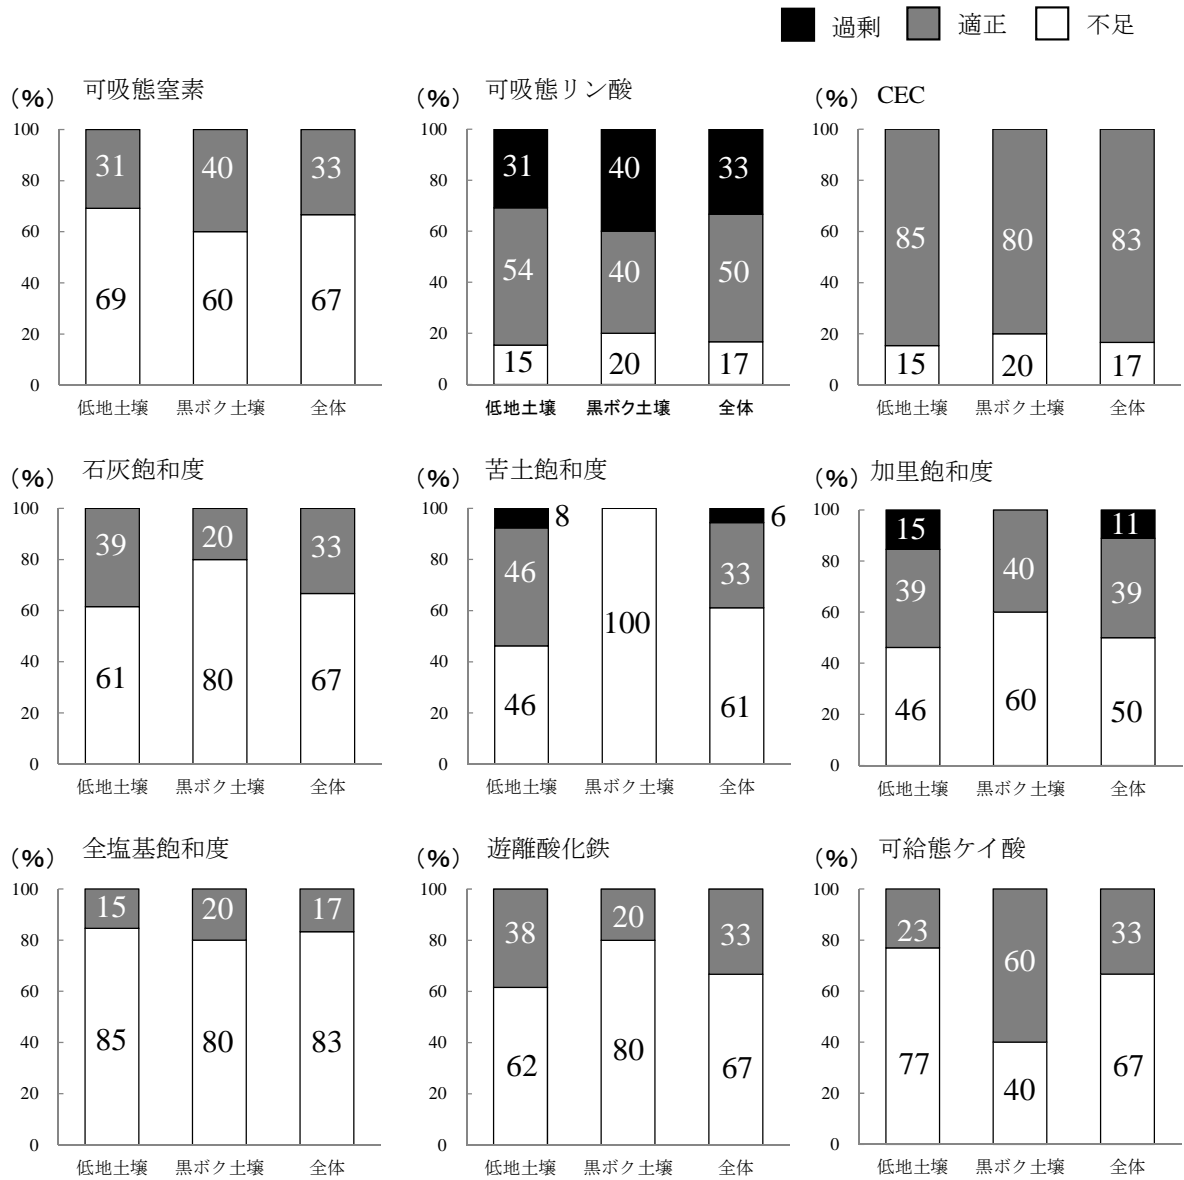 過剰 適正 不足
(%) 可吸態窒素
100
80
60
40
20
0
31 40 33
69 60 67
低地土壌 黒ボク土壌 全体
(%) 可吸態リン酸
100
80
60
40
20
0
31 40 33
54 40 50
15 20 17
低地土壌 黒ボク土壌 全体
(%) CEC
100
80
60
40
20
0
85 80 83
15 20 17
低地土壌 黒ボク土壌 全体
(%) 石灰飽和度
100
80
60
40
20
0
39 20 33
61 80 67
低地土壌 黒ボク土壌 全体
(%) 苦土飽和度
100
80
60
40
20
0
8 6
46 33
100
46 61
低地土壌 黒ボク土壌 全体
(%) 加里飽和度
100
80
60
40
20
0
15 11
39 40 39
46 60 50
低地土壌 黒ボク土壌 全体
(%) 全塩基飽和度
100
80
60
40
20
0
15 20 17
85 80 83
低地土壌 黒ボク土壌 全体
(%) 遊離酸化鉄
100
80
60
40
20
0
38 20 33
62 80 67
低地土壌 黒ボク土壌 全体
(%) 可給態ケイ酸
100
80
60
40
20
0
23 60 33
77 40 67
低地土壌 黒ボク土壌 全体